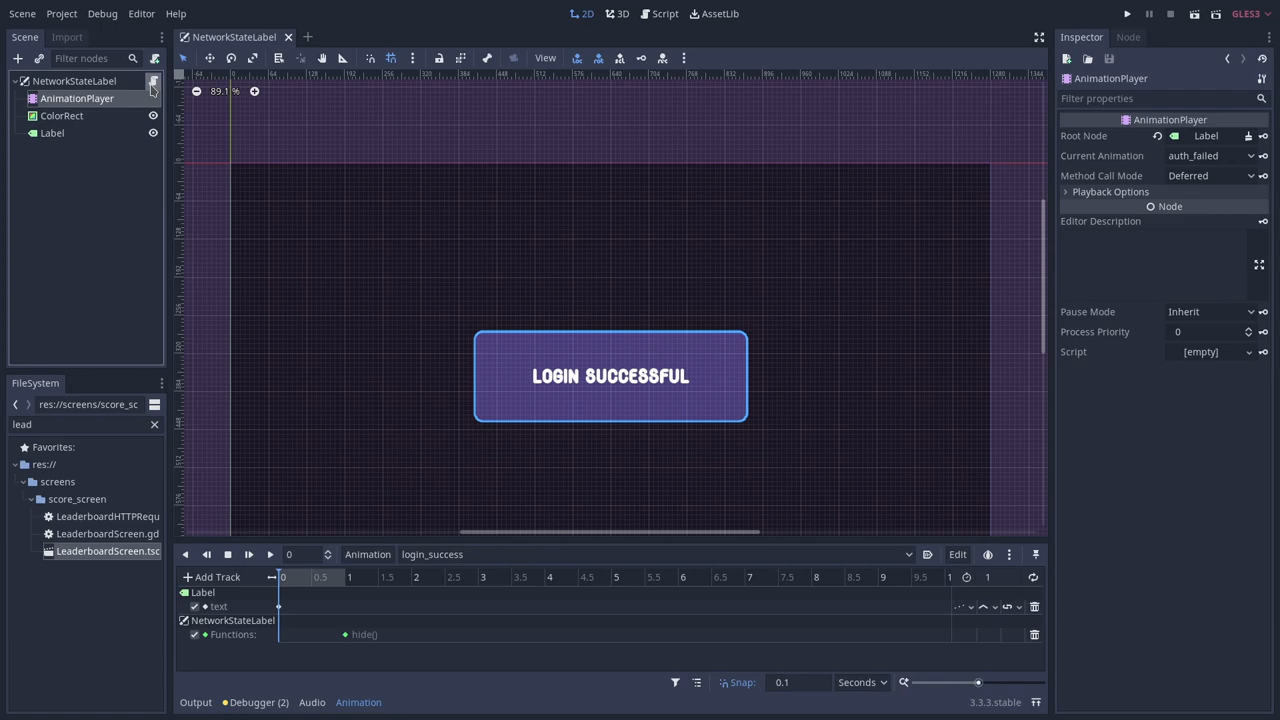 Scene Project Debug Editor Help
2D 3D Script AssetLib
GLES3
Scene Import
NetworkStateLabel
Inspector Node
Filter nodes
View
NetworkStateLabel
AnimationPlayer
ColorRect
Label
89.1 %
AnimationPlayer
Filter properties
AnimationPlayer
Root Node Label
Current Animation auth_failed
Method Call Mode Deferred
Playback Options
Node
Editor Description
Pause Mode Inherit
Process Priority 0
Script [empty]
LOGIN SUCCESSFUL
FileSystem
res://screens/score_sc
lead
Favorites:
res://
screens
score_screen
LeaderboardHTTPRequ
LeaderboardScreen.gd
LeaderboardScreen.tsc
0 Animation login_success Edit
Add Track 0 0.5 1 1.5 2 2.5 3 3.5 4 4.5 5 5.5 6 6.5 7 7.5 8 8.5 9 9.5 1 1
Label
text
NetworkStateLabel
Functions: hide()
Snap: 0.1 Seconds
Output Debugger (2) Audio Animation 3.3.3.stable